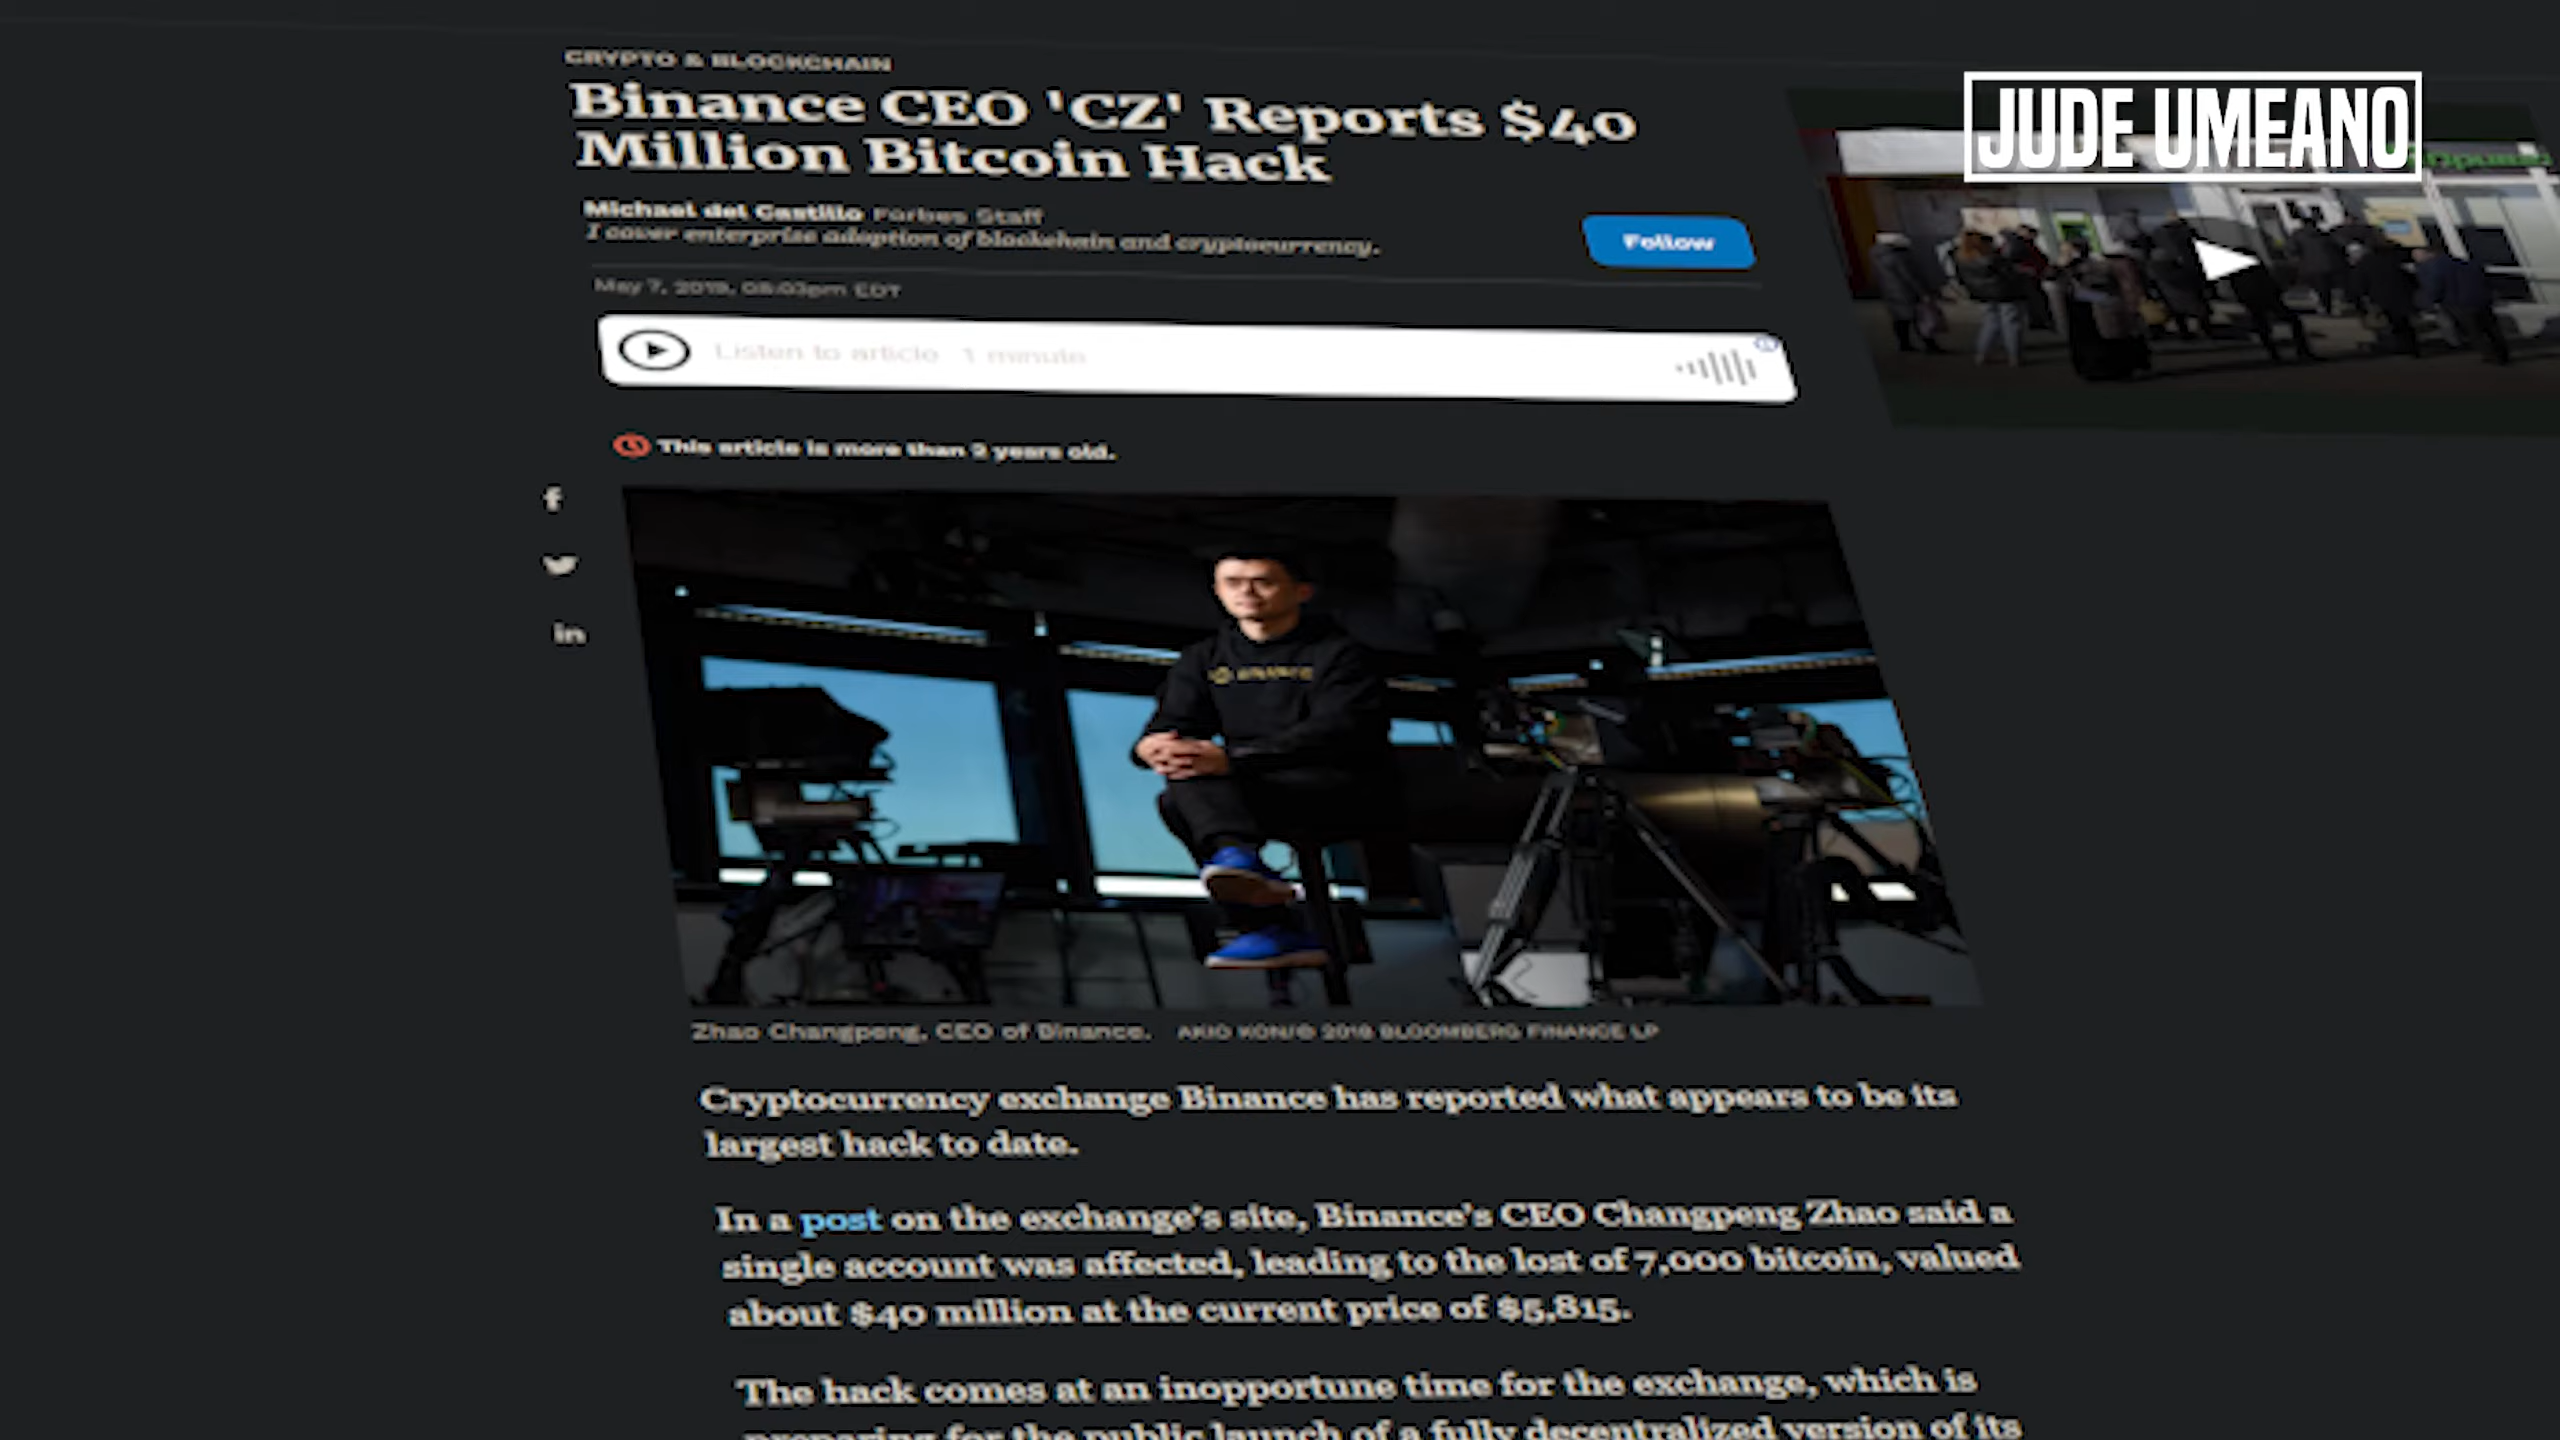 CRYPTO & BLOCKCHAIN
Binance CEO 'CZ' Reports $40
Million Bitcoin Hack
JUDE UMEANO
Michael del Castillo Forbes Staff
I cover enterprise adoption of blockchain and cryptocurrency.
Follow
May 7, 2019, 08:03pm EDT
Listen to article 1 minute
This article is more than 2 years old.
f
in
BINANCE
Zhao Changpeng, CEO of Binance. AKIO KON/© 2019 BLOOMBERG FINANCE LP
Cryptocurrency exchange Binance has reported what appears to be its
largest hack to date.
In a post on the exchange's site, Binance's CEO Changpeng Zhao said a
single account was affected, leading to the lost of 7,000 bitcoin, valued
about $40 million at the current price of $5,815.
The hack comes at an inopportune time for the exchange, which is
preparing for the public launch of a fully decentralized version of its